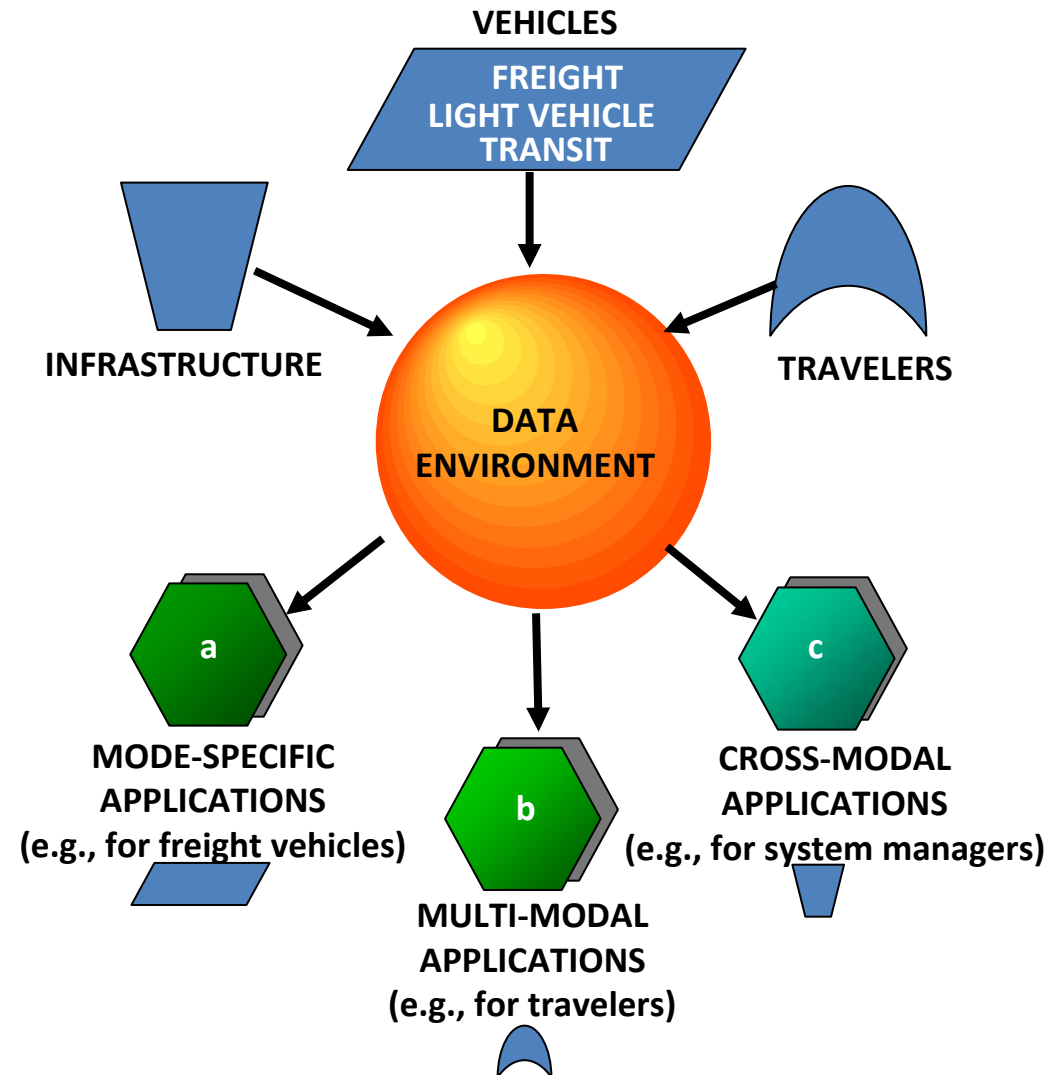 VEHICLES
FREIGHT
LIGHT VEHICLE
TRANSIT
INFRASTRUCTURE
TRAVELERS
DATA
ENVIRONMENT
a
MODE-SPECIFIC
APPLICATIONS
(e.g., for freight vehicles)
b
MULTI-MODAL
APPLICATIONS
(e.g., for travelers)
c
CROSS-MODAL
APPLICATIONS
(e.g., for system managers)